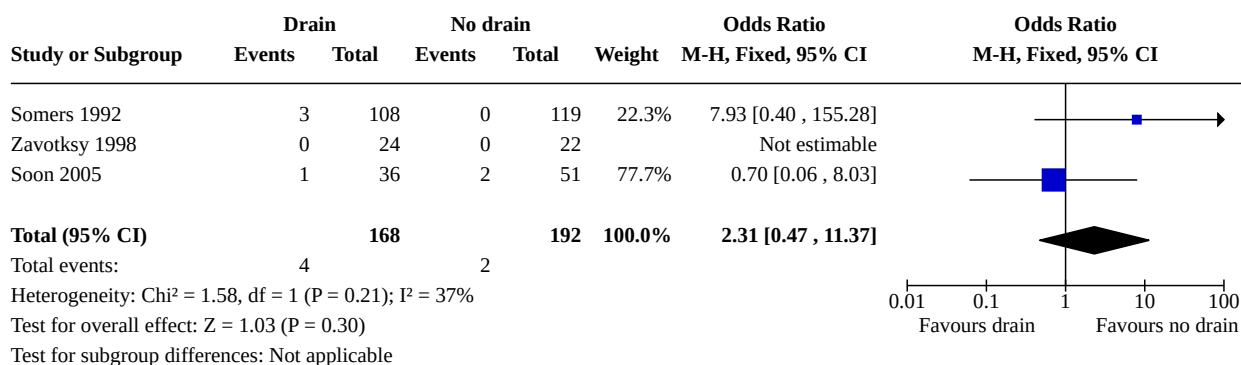 Drain No drain Odds Ratio Odds Ratio
Study or Subgroup Events Total Events Total Weight M-H, Fixed, 95% CI M-H, Fixed, 95% CI
Somers 1992 3 108 0 119 22.3% 7.93 [0.40 , 155.28]
Zavotksy 1998 0 24 0 22 Not estimable
Soon 2005 1 36 2 51 77.7% 0.70 [0.06 , 8.03]
Total (95% CI) 168 192 100.0% 2.31 [0.47 , 11.37]
Total events: 4 2
Heterogeneity: Chi² = 1.58, df = 1 (P = 0.21); I² = 37%
0.01 0.1 1 10 100
Test for overall effect: Z = 1.03 (P = 0.30)
Favours drain Favours no drain
Test for subgroup differences: Not applicable